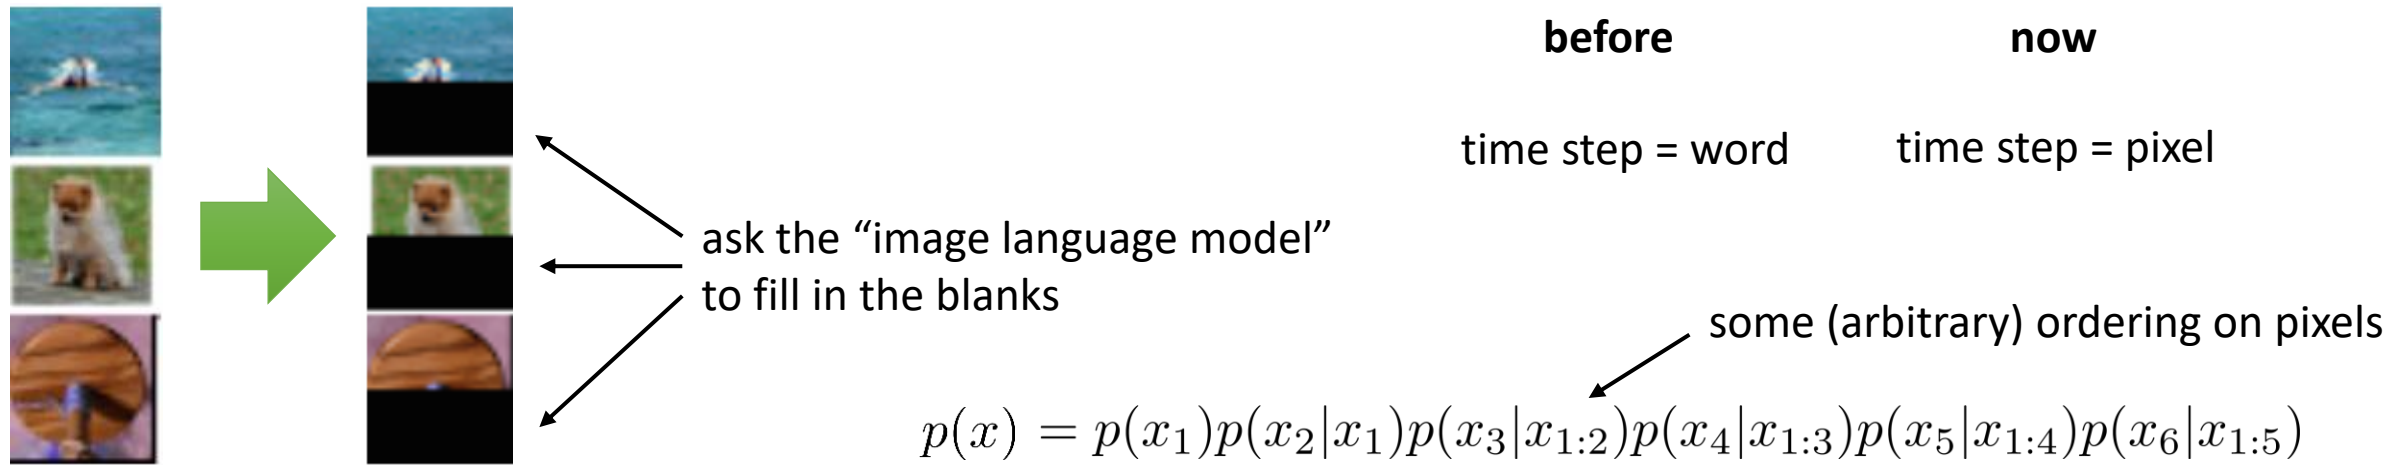 before
now
time step = word
time step = pixel
ask the “image language model”
to fill in the blanks
some (arbitrary) ordering on pixels
p(x) = p(x_1)p(x_2|x_1)p(x_3|x_{1:2})p(x_4|x_{1:3})p(x_5|x_{1:4})p(x_6|x_{1:5})